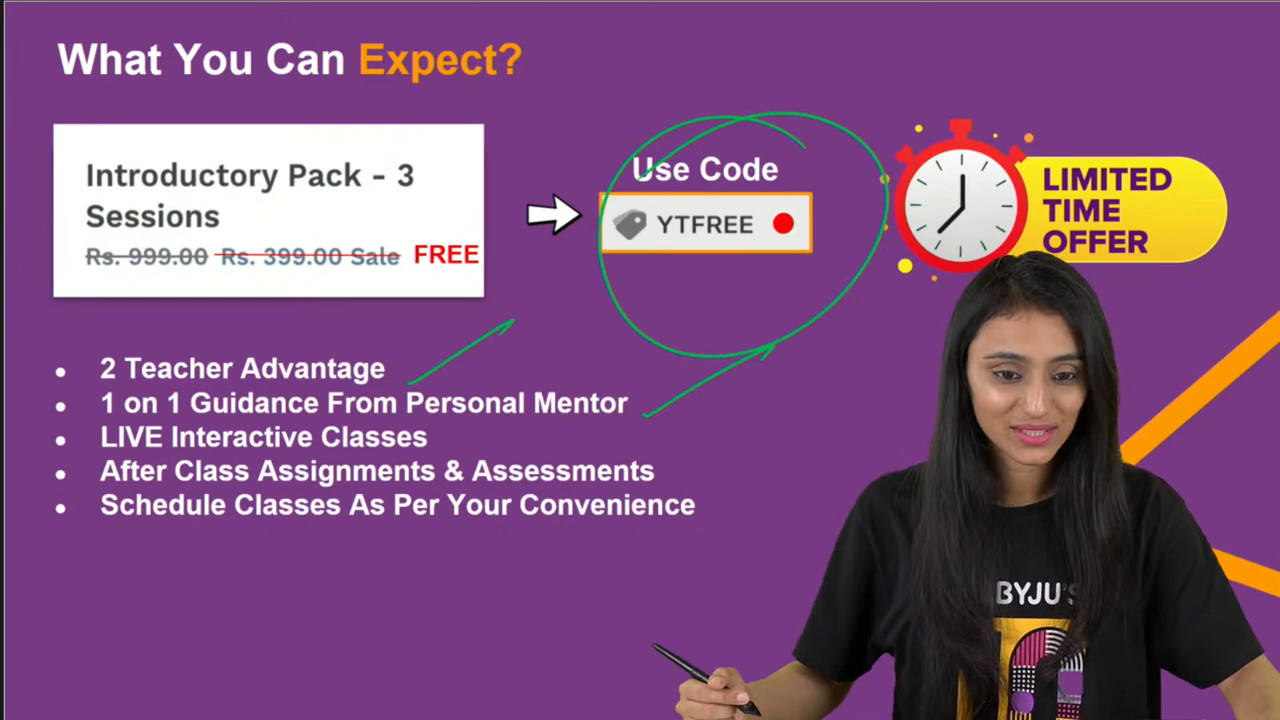 What You Can Expect?
Introductory Pack - 3
Sessions
Rs. 999.00 Rs. 399.00 Sale FREE
Use Code
YTFREE
LIMITED
TIME
OFFER
• 2 Teacher Advantage
• 1 on 1 Guidance From Personal Mentor
• LIVE Interactive Classes
• After Class Assignments & Assessments
• Schedule Classes As Per Your Convenience
BYJU'S